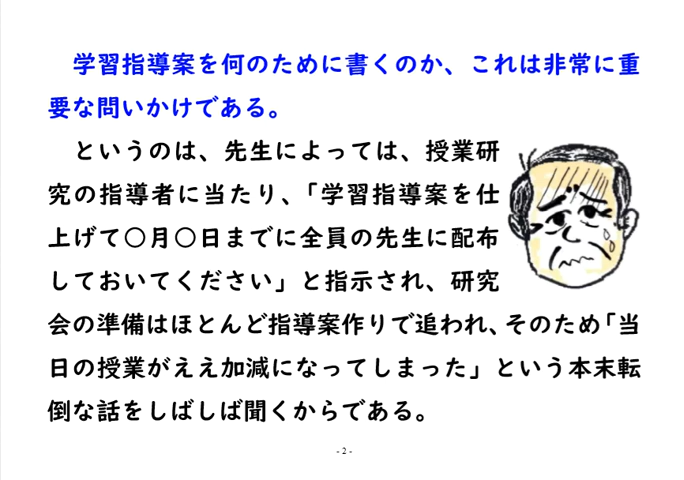 学習指導案を何のために書くのか、これは非常に重
要な問いかけである。
　というのは、先生によっては、授業研
究の指導者に当たり、「学習指導案を仕
上げて〇月〇日までに全員の先生に配布
しておいてください」と指示され、研究
会の準備はほとんど指導案作りで追われ、そのため「当
日の授業がええ加減になってしまった」という本末転
倒な話をしばしば聞くからである。
- 2 -